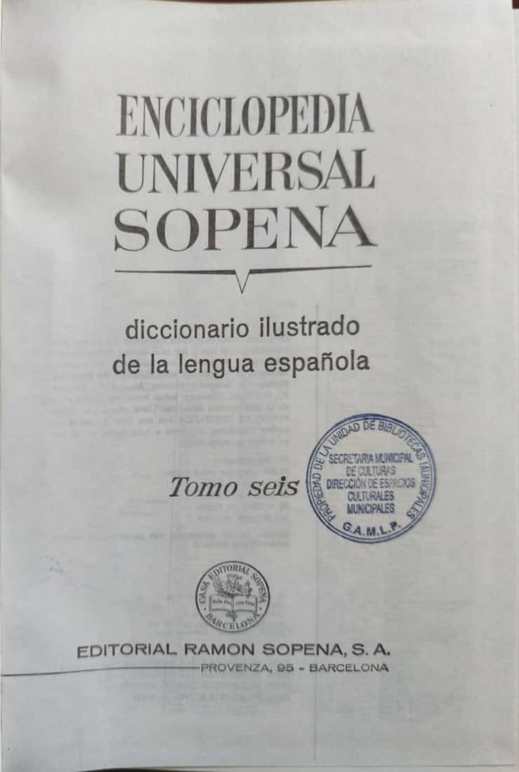 ENCICLOPEDIA
UNIVERSAL
SOPENA
diccionario ilustrado
de la lengua española
Tomo seis
PROPIEDAD DE LA UNIDAD DE BIBLIOTECAS MUNICIPALES
SECRETARIA MUNICIPAL
DE CULTURAS
DIRECCIÓN DE ESPACIOS
CULTURALES
MUNICIPALES
G.A.M.L.P.
CASA EDITORIAL SOPENA
BARCELONA
EDITORIAL RAMON SOPENA, S. A.
PROVENZA, 95 - BARCELONA